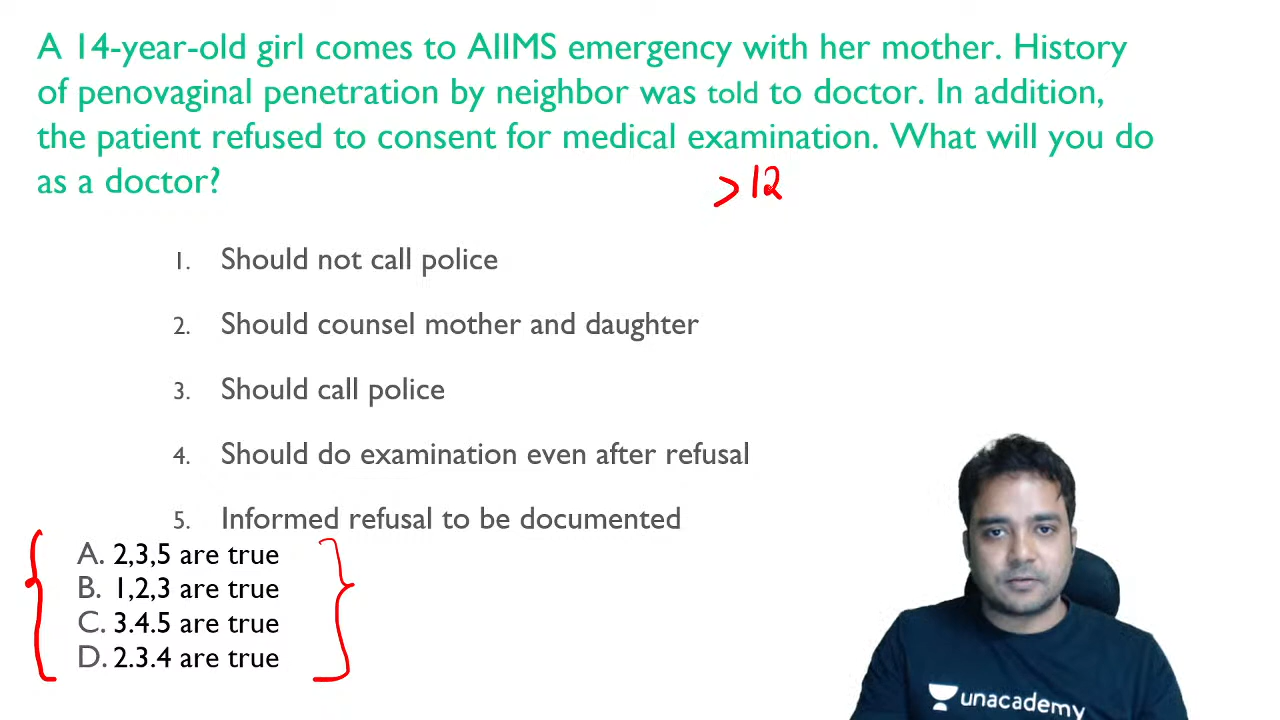 A 14-year-old girl comes to AIIMS emergency with her mother. History
of penovaginal penetration by neighbor was told to doctor. In addition,
the patient refused to consent for medical examination. What will you do
as a doctor?
>12
1. Should not call police
2. Should counsel mother and daughter
3. Should call police
4. Should do examination even after refusal
5. Informed refusal to be documented
A. 2,3,5 are true
B. 1,2,3 are true
C. 3.4.5 are true
D. 2.3.4 are true
unacademy